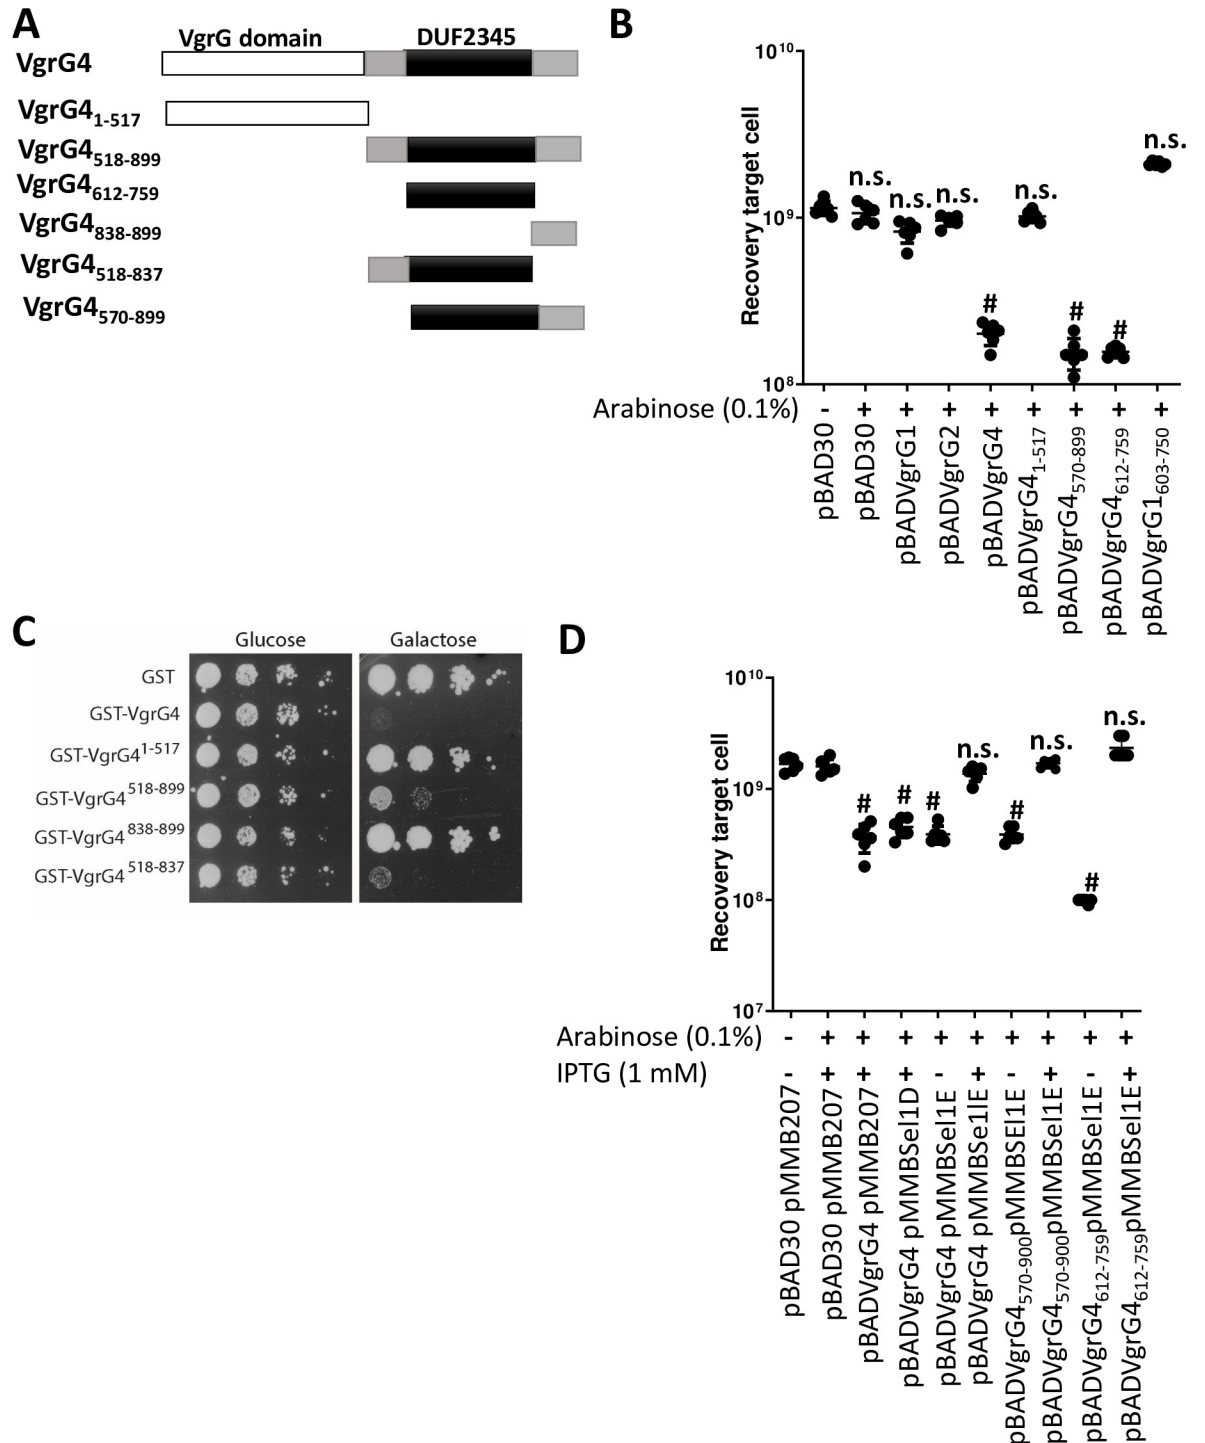 A
VgrG domain
DUF2345
VgrG4
VgrG4₁₋₅₁₇
VgrG4₅₁₈₋₈₉₉
VgrG4₆₁₂₋₇₅₉
VgrG4₈₃₈₋₈₉₉
VgrG4₅₁₈₋₈₃₇
VgrG4₅₇₀₋₈₉₉
B
Recovery target cell
10¹⁰
10⁹
10⁸
n.s.
n.s.
n.s.
#
n.s.
#
#
n.s.
Arabinose (0.1%) - + + + + + + + +
pBAD30
pBAD30
pBADVgrG1
pBADVgrG2
pBADVgrG4
pBADVgrG4₁₋₅₁₇
pBADVgrG4₅₇₀₋₈₉₉
pBADVgrG4₆₁₂₋₇₅₉
pBADVgrG1₆₀₃₋₇₅₀
C
Glucose
Galactose
GST
GST-VgrG4
GST-VgrG4¹⁻⁵¹⁷
GST-VgrG4⁵¹⁸⁻⁸⁹⁹
GST-VgrG4⁸³⁸⁻⁸⁹⁹
GST-VgrG4⁵¹⁸⁻⁸³⁷
D
Recovery target cell
10¹⁰
10⁹
10⁸
10⁷
#
#
#
n.s.
#
n.s.
#
n.s.
Arabinose (0.1%) - + + + + + + + + +
IPTG (1 mM) - + + + - + - + - +
pBAD30 pMMB207
pBAD30 pMMB207
pBADVgrG4 pMMB207
pBADVgrG4 pMMBSel1D
pBADVgrG4 pMMBSel1E
pBADVgrG4 pMMBSe1lE
pBADVgrG4₅₇₀₋₉₀₀pMMBSEl1E
pBADVgrG4₅₇₀₋₉₀₀pMMBSel1E
pBADVgrG4₆₁₂₋₇₅₉pMMBSel1E
pBADVgrG4₆₁₂₋₇₅₉pMMBSel1E